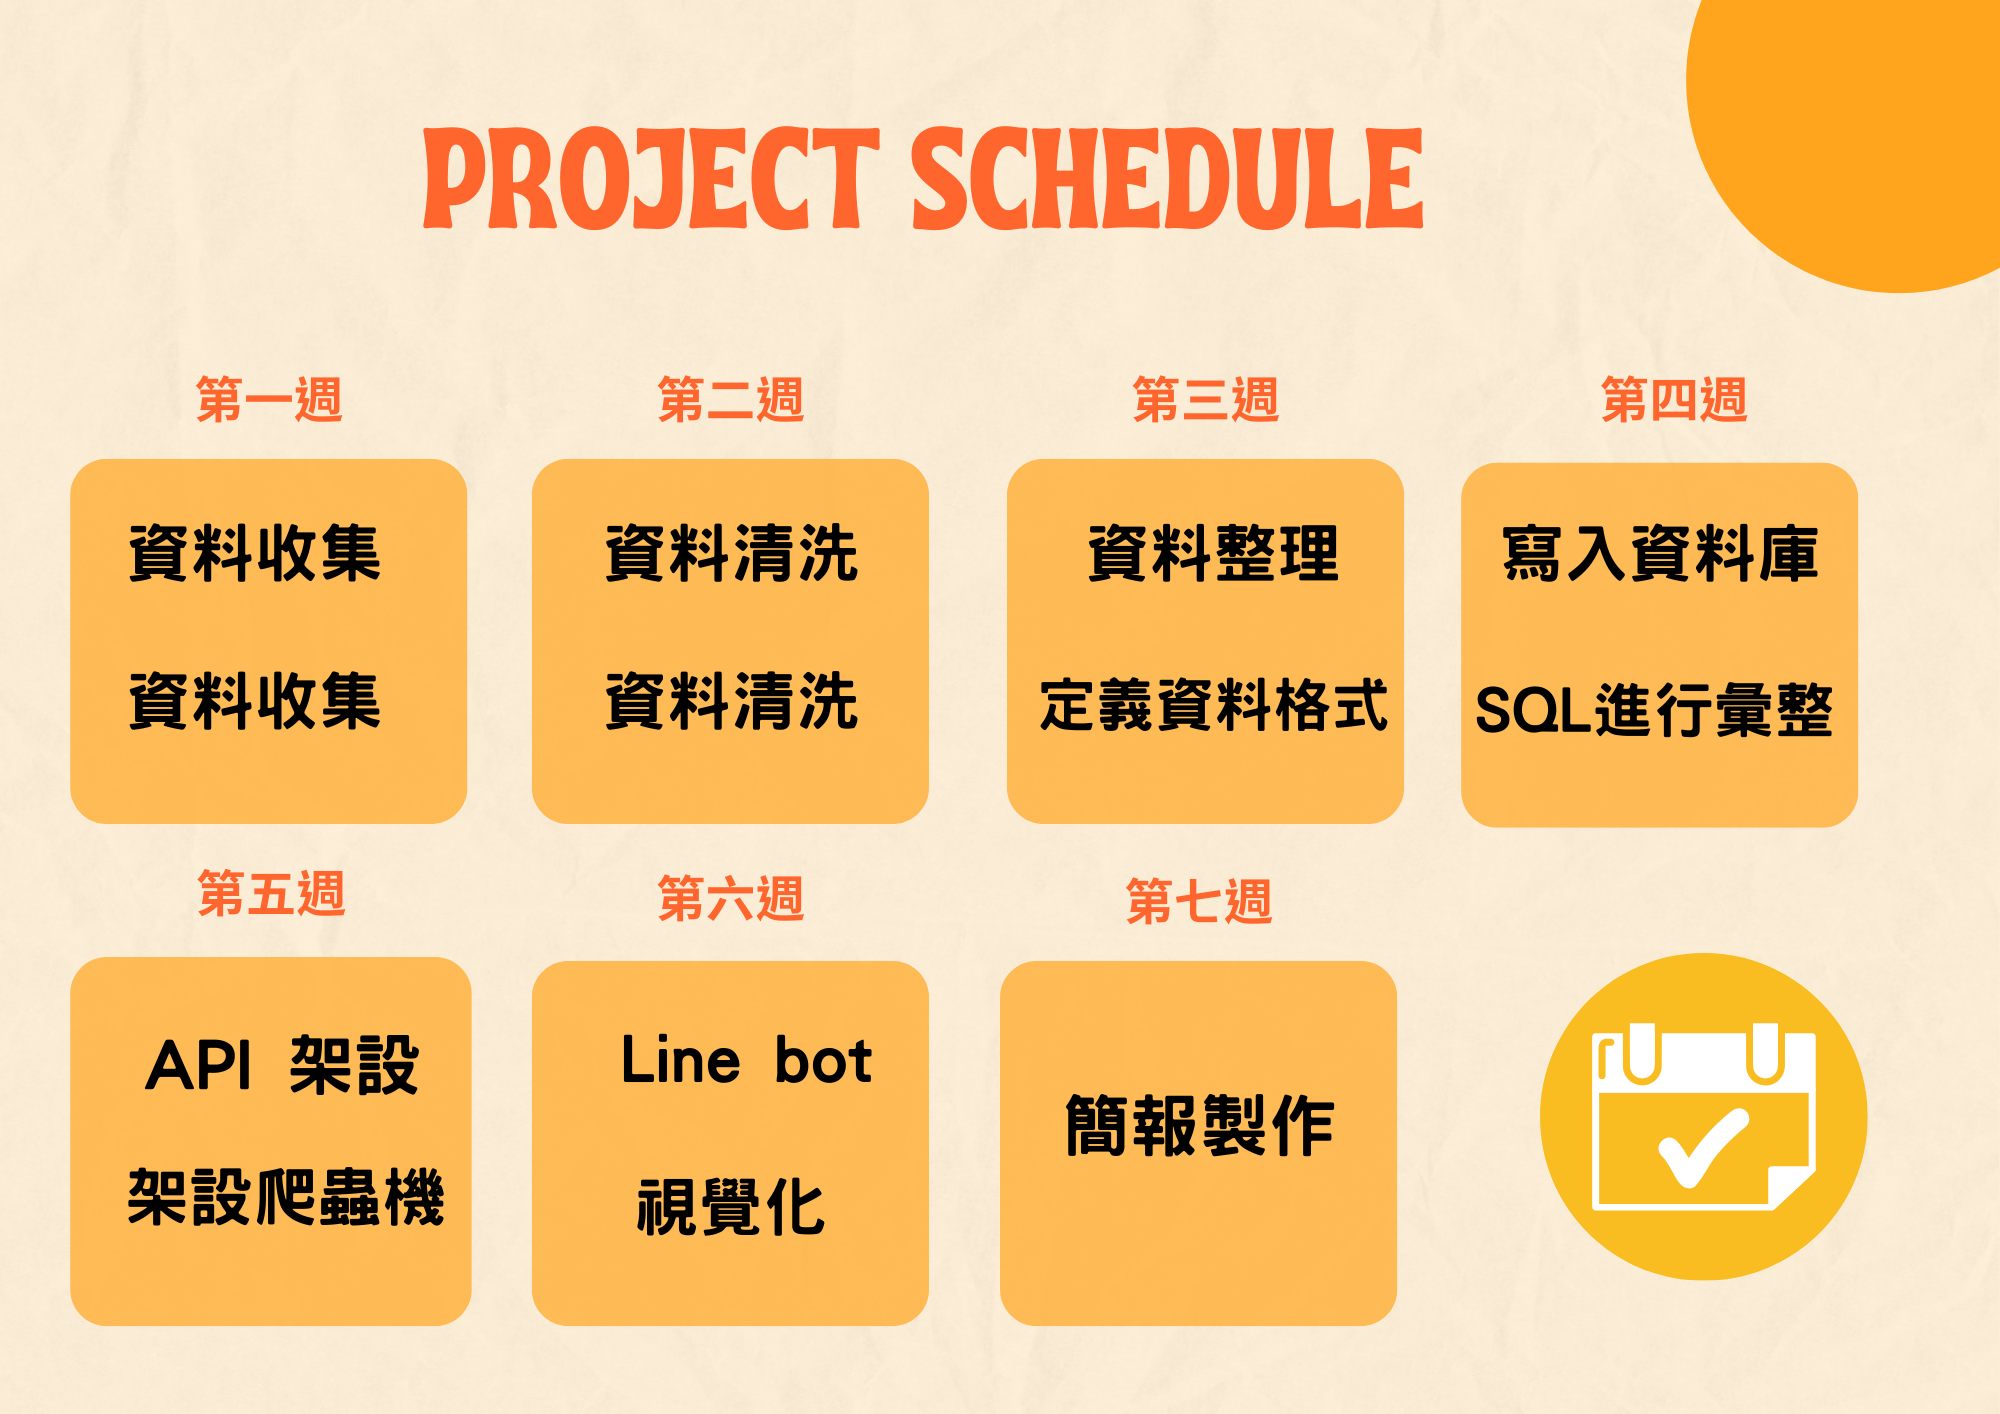 PROJECT SCHEDULE
第一週
資料收集
資料收集
第二週
資料清洗
資料清洗
第三週
資料整理
定義資料格式
第四週
寫入資料庫
SQL進行彙整
第五週
API 架設
架設爬蟲機
第六週
Line bot
視覺化
第七週
簡報製作